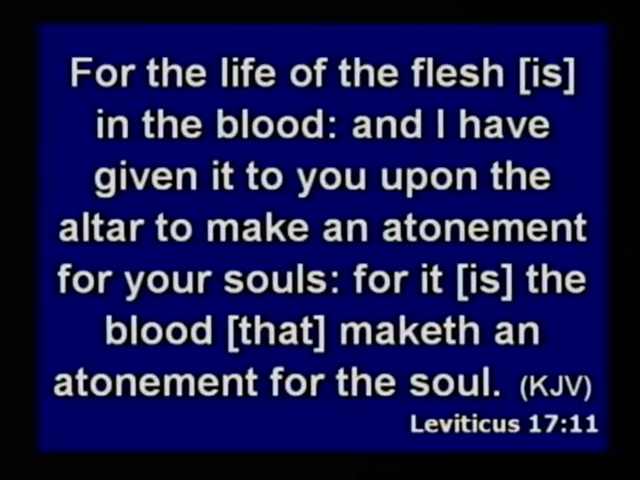 For the life of the flesh [is]
in the blood: and I have
given it to you upon the
altar to make an atonement
for your souls: for it [is] the
blood [that] maketh an
atonement for the soul. (KJV)
Leviticus 17:11